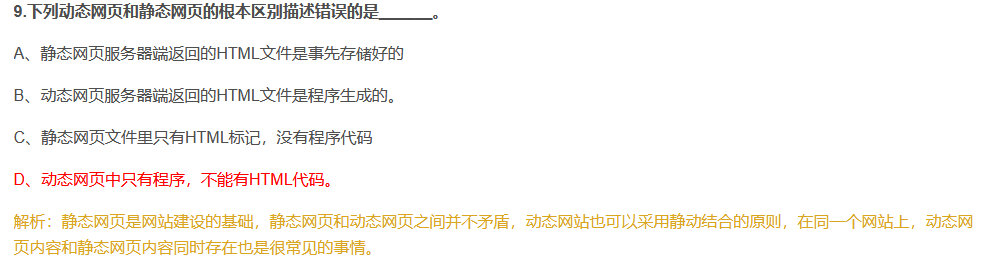 9.下列动态网页和静态网页的根本区别描述错误的是______。
A、静态网页服务器端返回的HTML文件是事先存储好的
B、动态网页服务器端返回的HTML文件是程序生成的。
C、静态网页文件里只有HTML标记，没有程序代码
D、动态网页中只有程序，不能有HTML代码。
解析：静态网页是网站建设的基础，静态网页和动态网页之间并不矛盾，动态网站也可以采用静动结合的原则，在同一个网站上，动态网
页内容和静态网页内容同时存在也是很常见的事情。